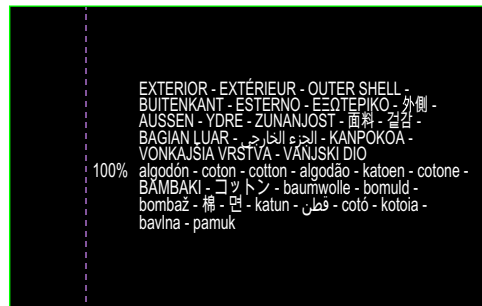 EXTERIOR - EXTÉRIEUR - OUTER SHELL -
BUITENKANT - ESTERNO - ΕΞΩΤΕΡΙΚΟ - 外側 -
AUSSEN - YDRE - ZUNANJOST - 面料 - 겉감 -
BAGIAN LUAR - الجزء الخارجي - KANPOKOA -
VONKAJŠIA VRSTVA - VANJSKI DIO
100% algodón - coton - cotton - algodão - katoen - cotone -
ΒΑΜΒΑΚΙ - コットン - baumwolle - bomuld -
bombaž - 棉 - 면 - katun - قطن - cotó - kotoia -
bavlna - pamuk